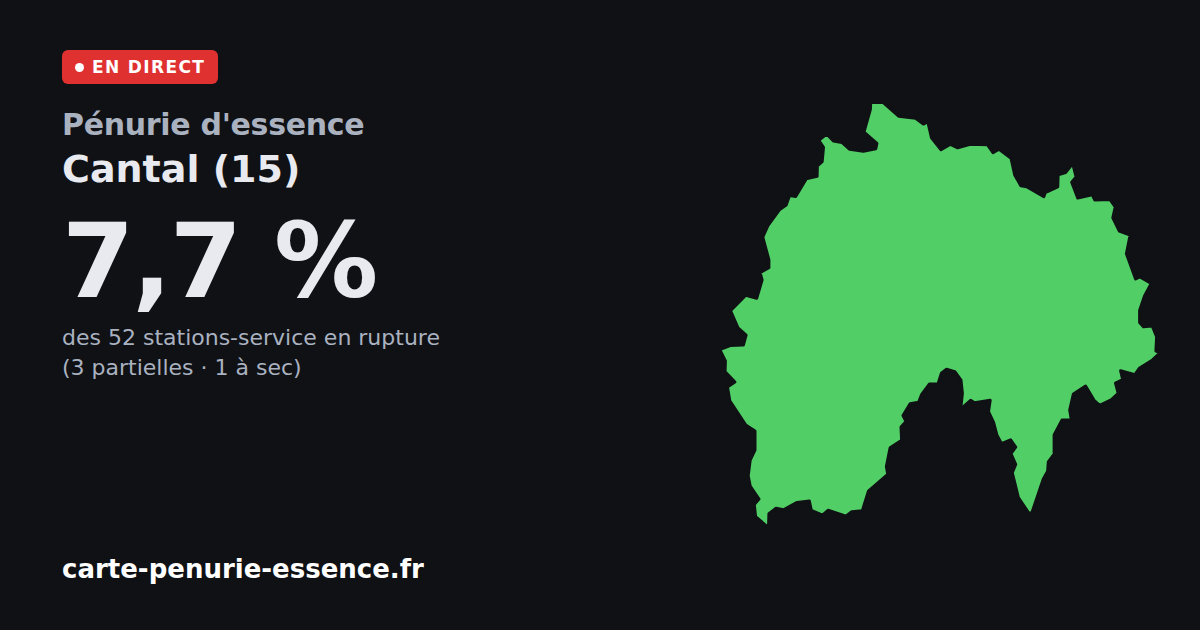 EN DIRECT
Pénurie d'essence
Cantal (15)
7,7 %
des 52 stations-service en rupture
(3 partielles · 1 à sec)
carte-penurie-essence.fr